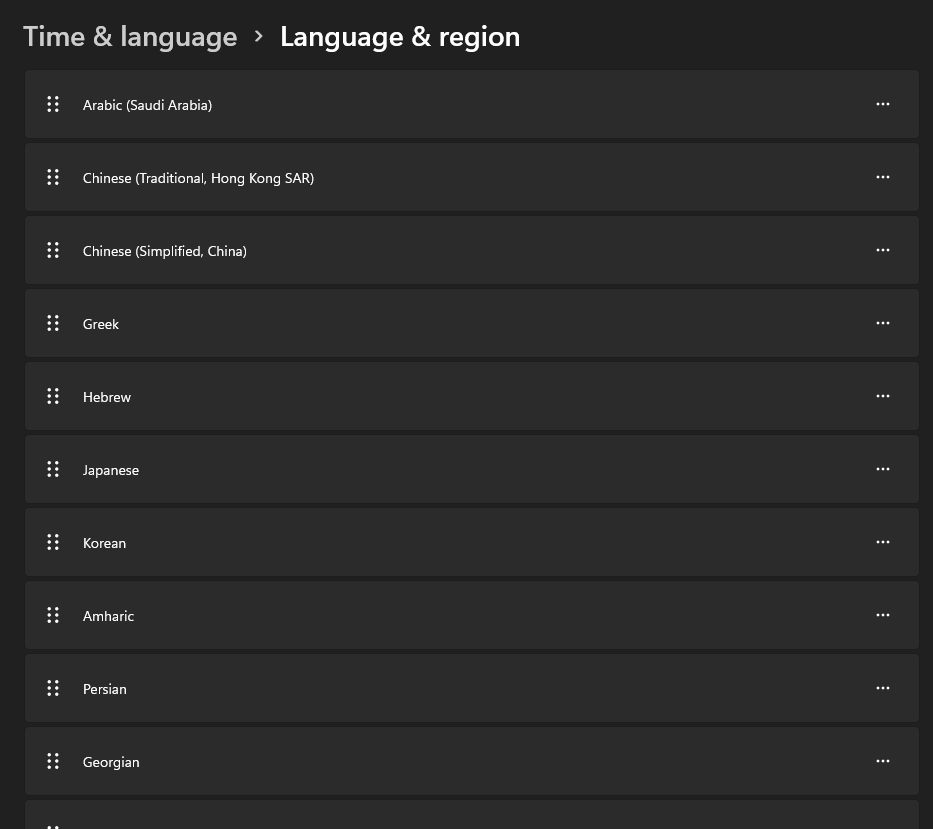 Time & language > Language & region
Arabic (Saudi Arabia)
Chinese (Traditional, Hong Kong SAR)
Chinese (Simplified, China)
Greek
Hebrew
Japanese
Korean
Amharic
Persian
Georgian